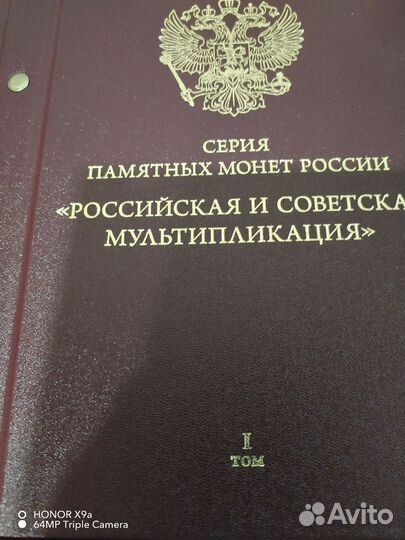 СЕРИЯ
ПАМЯТНЫХ МОНЕТ РОССИИ
«РОССИЙСКАЯ И СОВЕТСКА
МУЛЬТИПЛИКАЦИЯ»
I
ТОМ
HONOR X9a
64MP Triple Camera
Avito